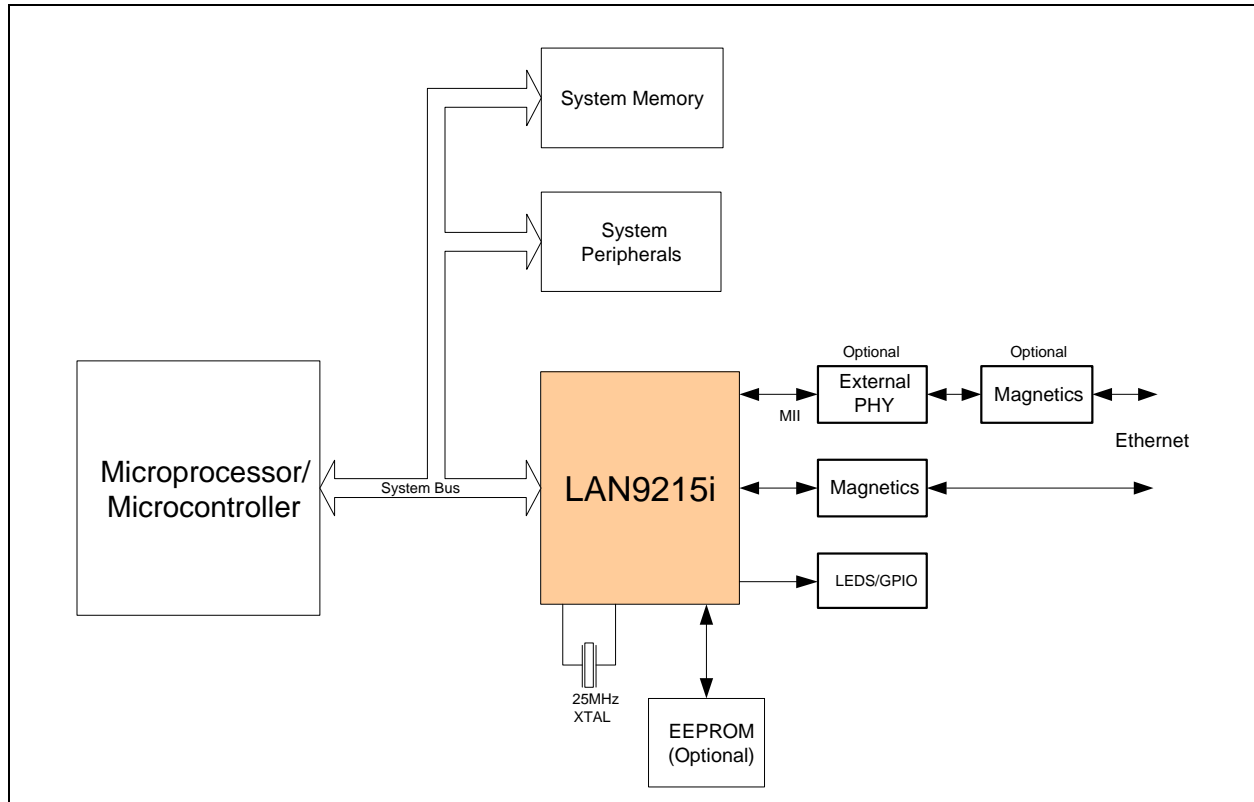 System Memory
System
Peripherals
Optional
Optional
External
PHY
Magnetics
MII
Ethernet
Microprocessor/
Microcontroller
System Bus
LAN9215i
Magnetics
LEDS/GPIO
25MHz
XTAL
EEPROM
(Optional)